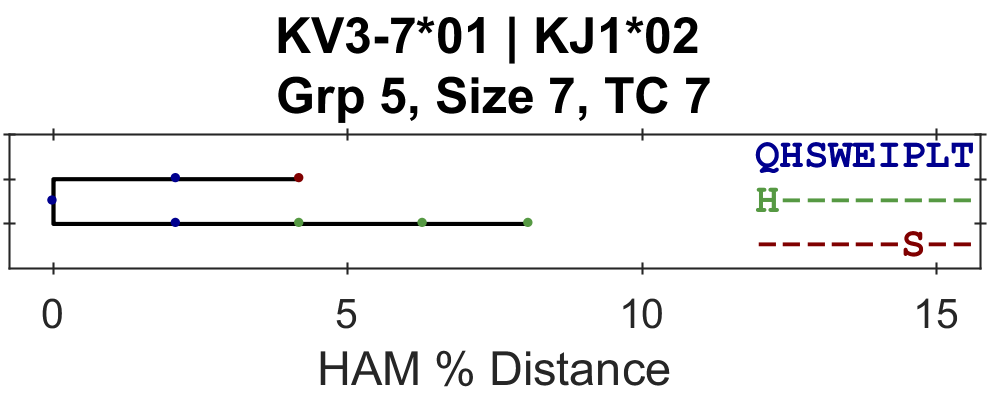 KV3-7*01 | KJ1*02
Grp 5, Size 7, TC 7
QHSWEIPLT
H--------
------S--
0 5 10 15
HAM % Distance